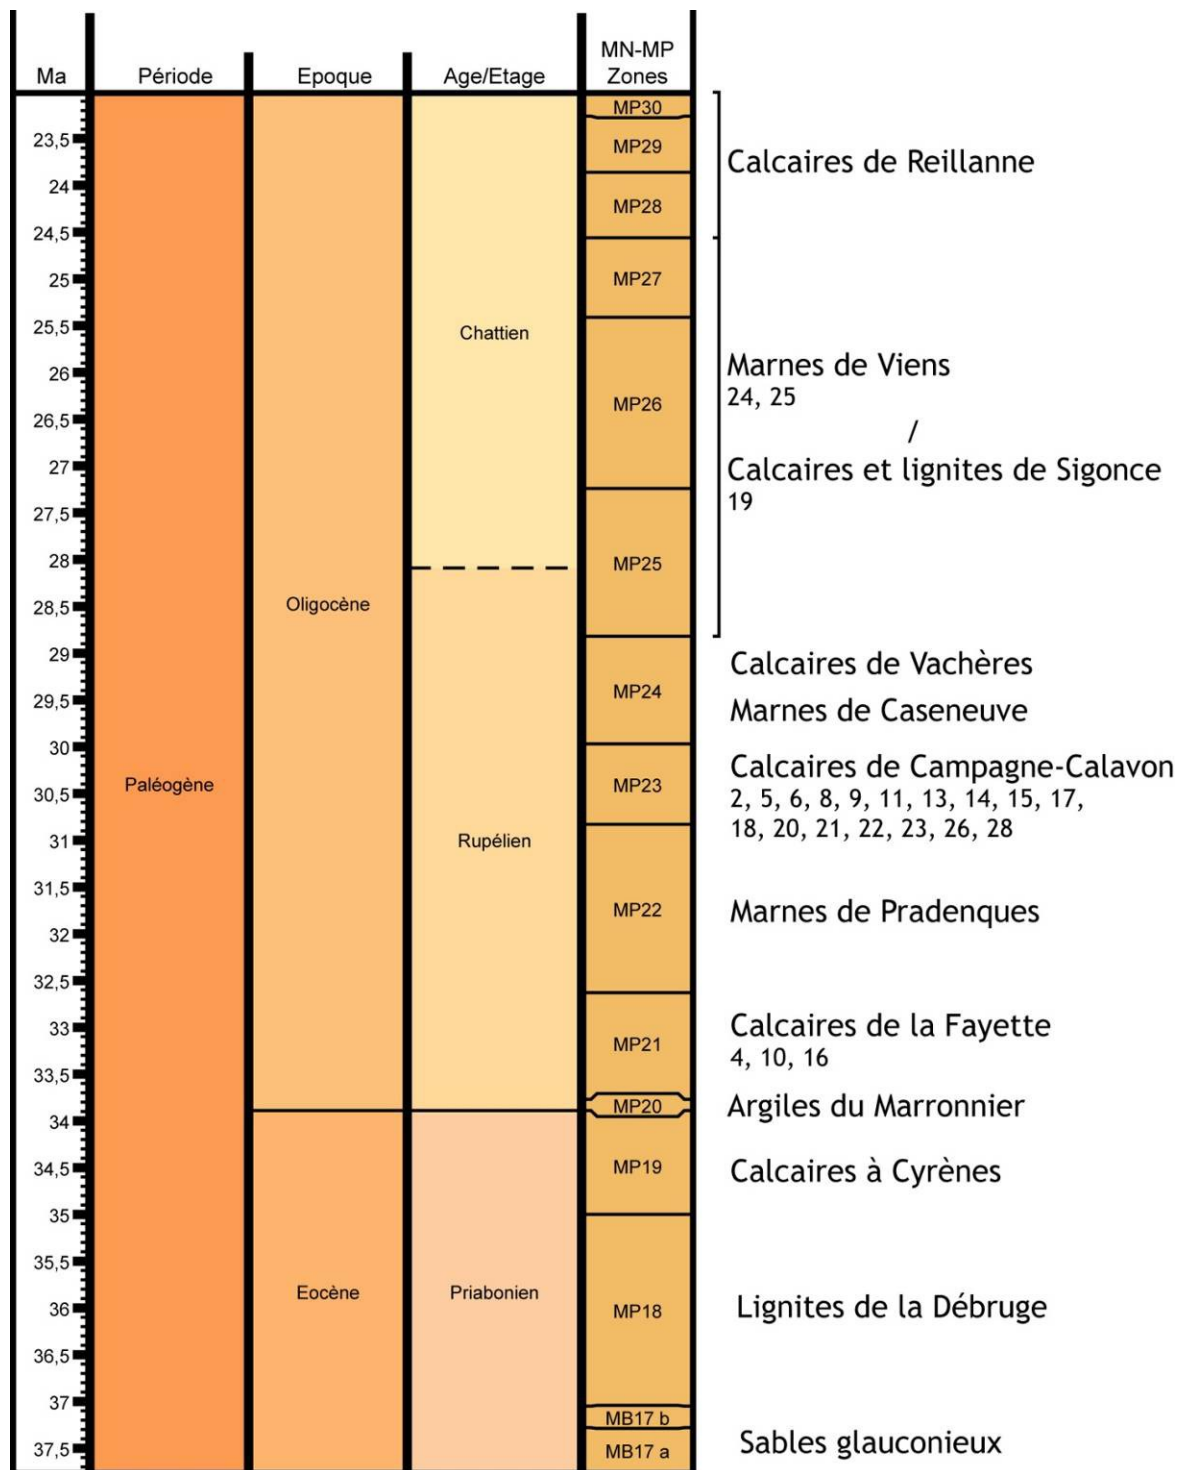 Ma
Période
Epoque
Age/Etage
MN-MP
Zones
23,5
24
24,5
25
25,5
26
26,5
27
27,5
28
28,5
29
29,5
30
30,5
31
31,5
32
32,5
33
33,5
34
34,5
35
35,5
36
36,5
37
37,5
Paléogène
Oligocène
Eocène
Chattien
Rupélien
Priabonien
MP30
MP29
MP28
MP27
MP26
MP25
MP24
MP23
MP22
MP21
MP20
MP19
MP18
MB17 b
MB17 a
Calcaires de Reillanne
Marnes de Viens
24, 25
/
Calcaires et lignites de Sigonce
19
Calcaires de Vachères
Marnes de Caseneuve
Calcaires de Campagne-Calavon
2, 5, 6, 8, 9, 11, 13, 14, 15, 17,
18, 20, 21, 22, 23, 26, 28
Marnes de Pradenques
Calcaires de la Fayette
4, 10, 16
Argiles du Marronnier
Calcaires à Cyrènes
Lignites de la Débruge
Sables glauconieux